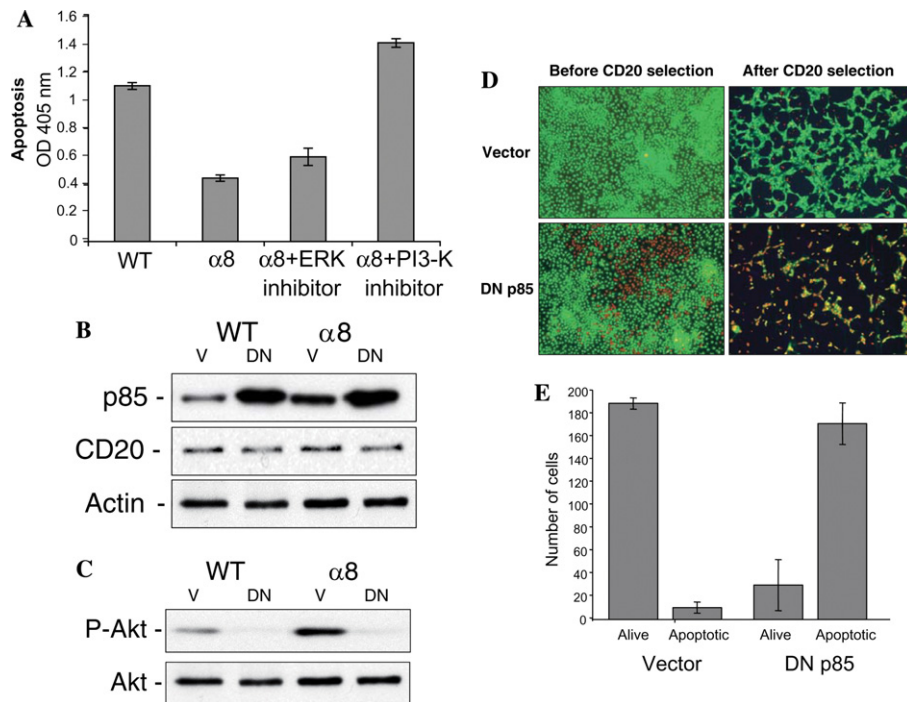 A
Apoptosis
OD 405 nm
1.6
1.4
1.2
1
0.8
0.6
0.4
0.2
0
WT
α8
α8+ERK
inhibitor
α8+PI3-K
inhibitor
B
WT
α8
V
DN
V
DN
p85 -
CD20 -
Actin -
C
WT
α8
V
DN
V
DN
P-Akt -
Akt -
D
Before CD20 selection
After CD20 selection
Vector
DN p85
E
Number of cells
200
180
160
140
120
100
80
60
40
20
0
Alive
Apoptotic
Alive
Apoptotic
Vector
DN p85